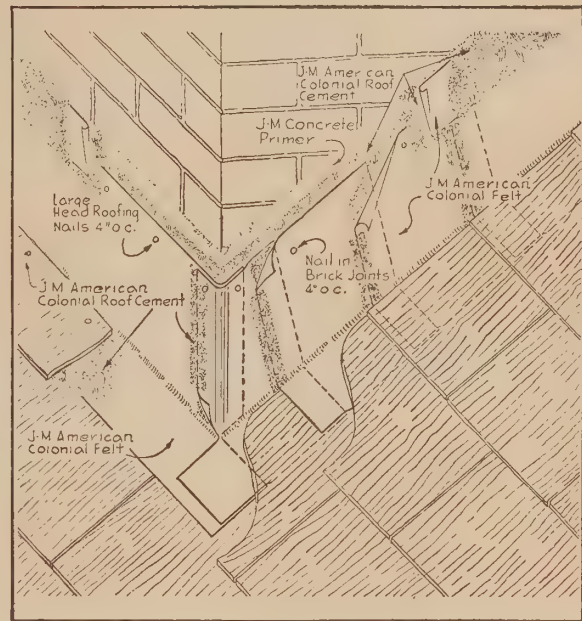 J-M American
Colonial Roof
Cement
J-M Concrete
Primer
Large
Head Roofing
Nails 4" o.c.
J-M American
Colonial Felt
Nail in
Brick Joints
4" o.c.
J-M American
Colonial Roof Cement
J-M American
Colonial Felt